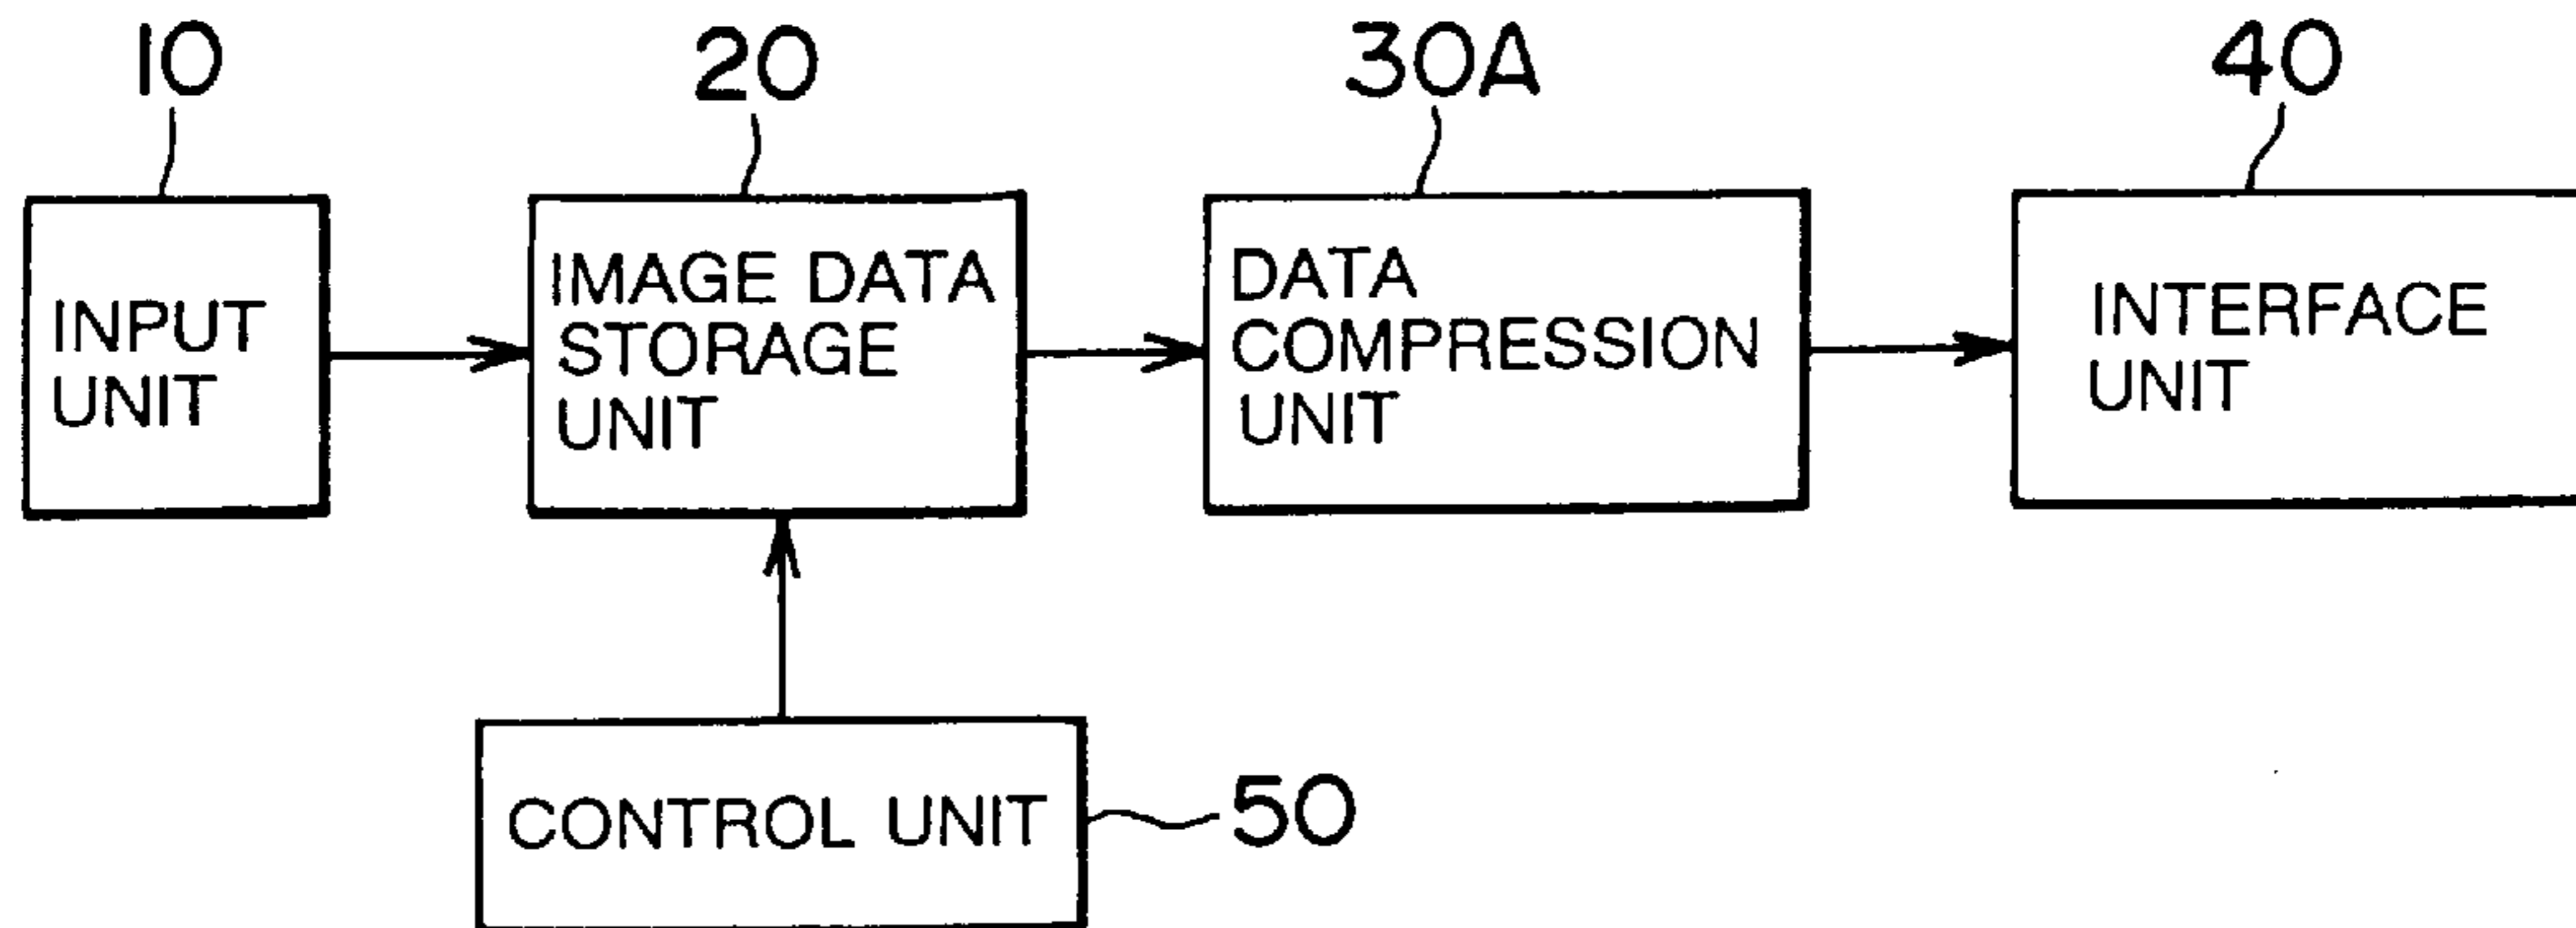 10
20
30A
40
INPUT
UNIT
IMAGE DATA
STORAGE
UNIT
DATA
COMPRESSION
UNIT
INTERFACE
UNIT
CONTROL UNIT
50